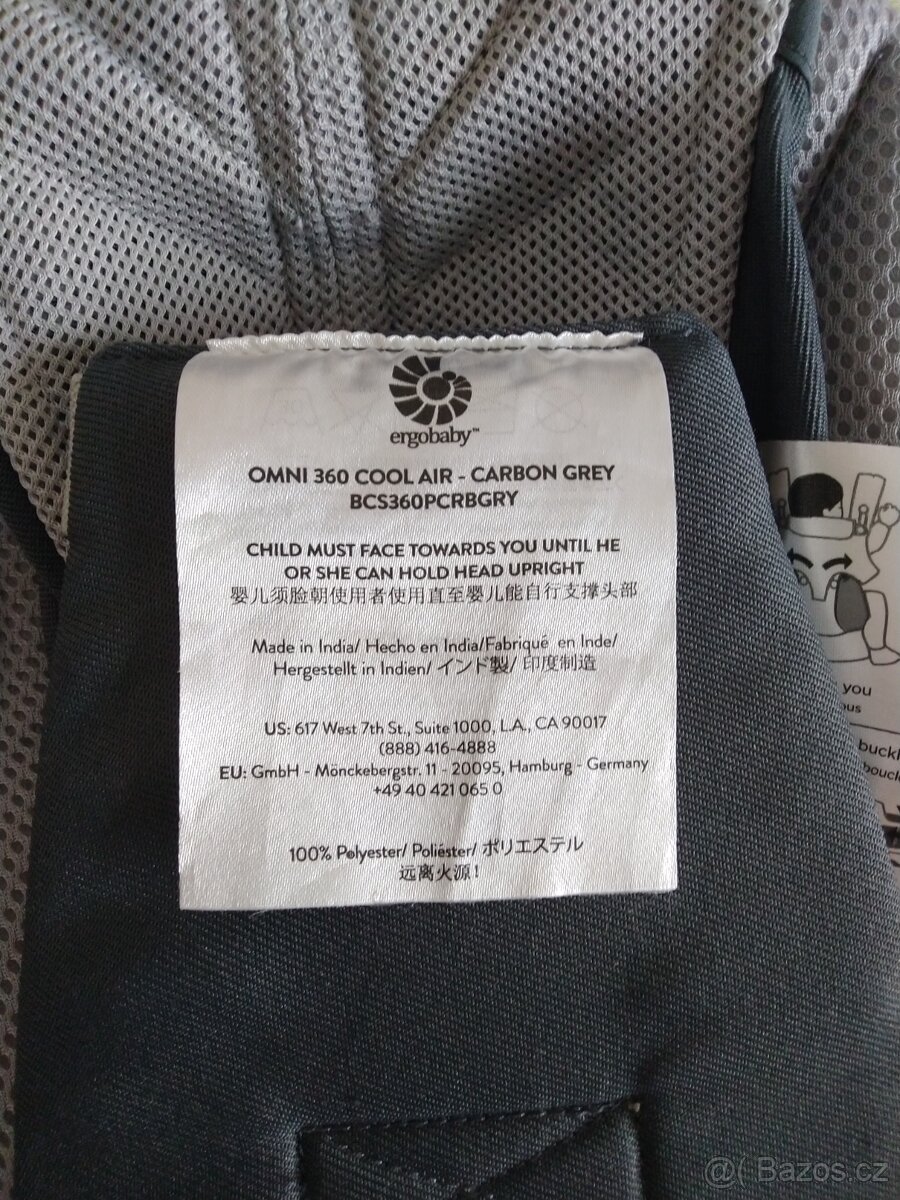 ergobaby™
OMNI 360 COOL AIR - CARBON GREY
BCS360PCRBGRY
CHILD MUST FACE TOWARDS YOU UNTIL HE
OR SHE CAN HOLD HEAD UPRIGHT
婴儿须脸朝使用者使用直至婴儿能自行支撑头部
Made in India/ Hecho en India/Fabriqué en Inde/
Hergestellt in Indien/ インド製/ 印度制造
US: 617 West 7th St., Suite 1000, L.A., CA 90017
(888) 416-4888
EU: GmbH - Mönckebergstr. 11 - 20095, Hamburg - Germany
+49 40 421 065 0
100% Polyester/ Poliéster/ ポリエステル
远离火源!
you
Bazos.cz